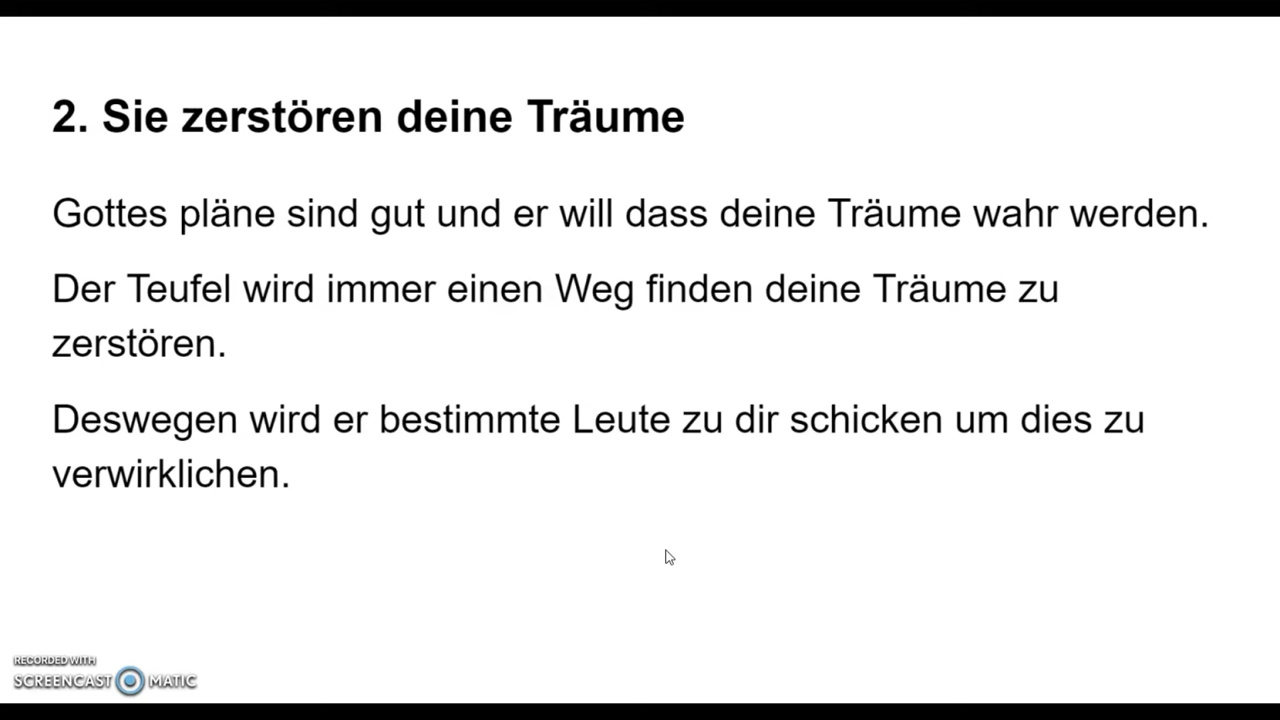 2. Sie zerstören deine Träume
Gottes pläne sind gut und er will dass deine Träume wahr werden.
Der Teufel wird immer einen Weg finden deine Träume zu
zerstören.
Deswegen wird er bestimmte Leute zu dir schicken um dies zu
verwirklichen.
RECORDED WITH
SCREENCAST MATIC